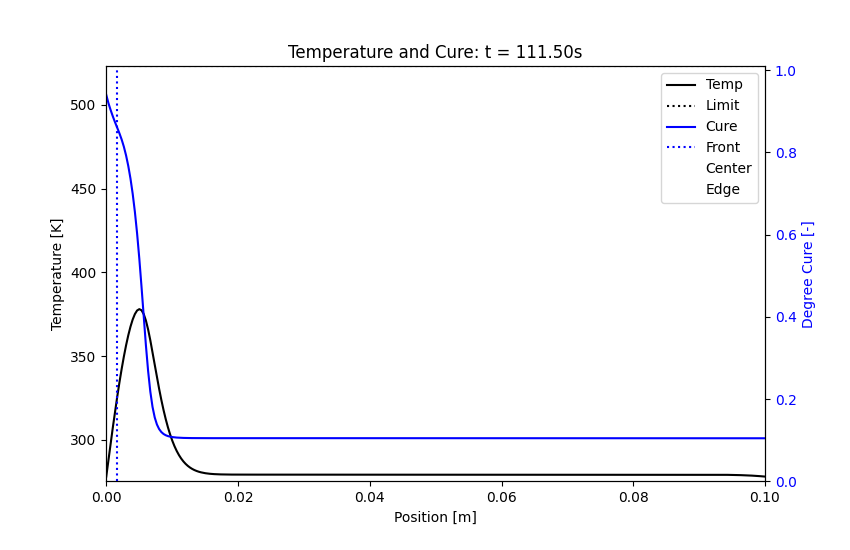 Temperature and Cure: t = 111.50s
Temp
Limit
Cure
Front
Center
Edge
500
450
400
350
300
Temperature [K]
1.0
0.8
0.6
0.4
0.2
0.0
Degree Cure [-]
0.00
0.02
0.04
0.06
0.08
0.10
Position [m]